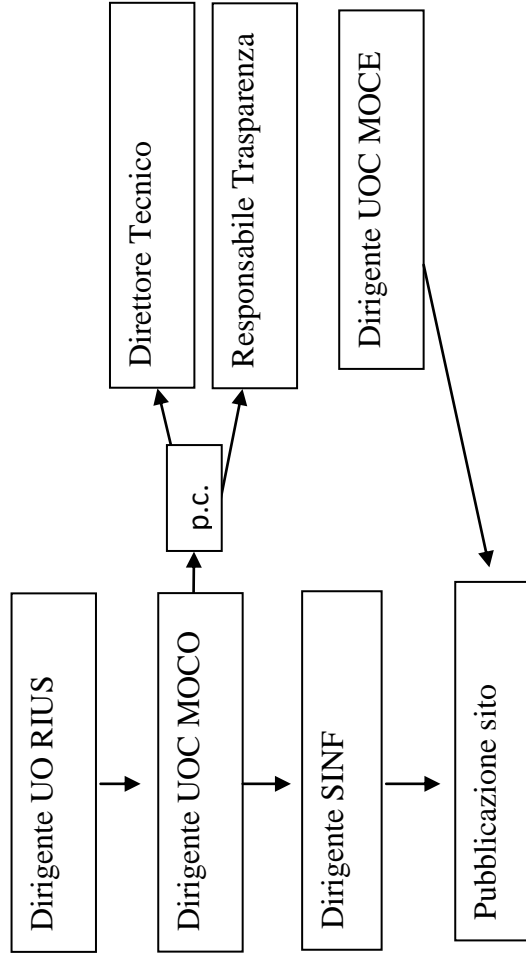 Dirigente UO RIUS
Dirigente UOC MOCO
p.c.
Direttore Tecnico
Responsabile Trasparenza
Dirigente SINF
Dirigente UOC MOCE
Pubblicazione sito